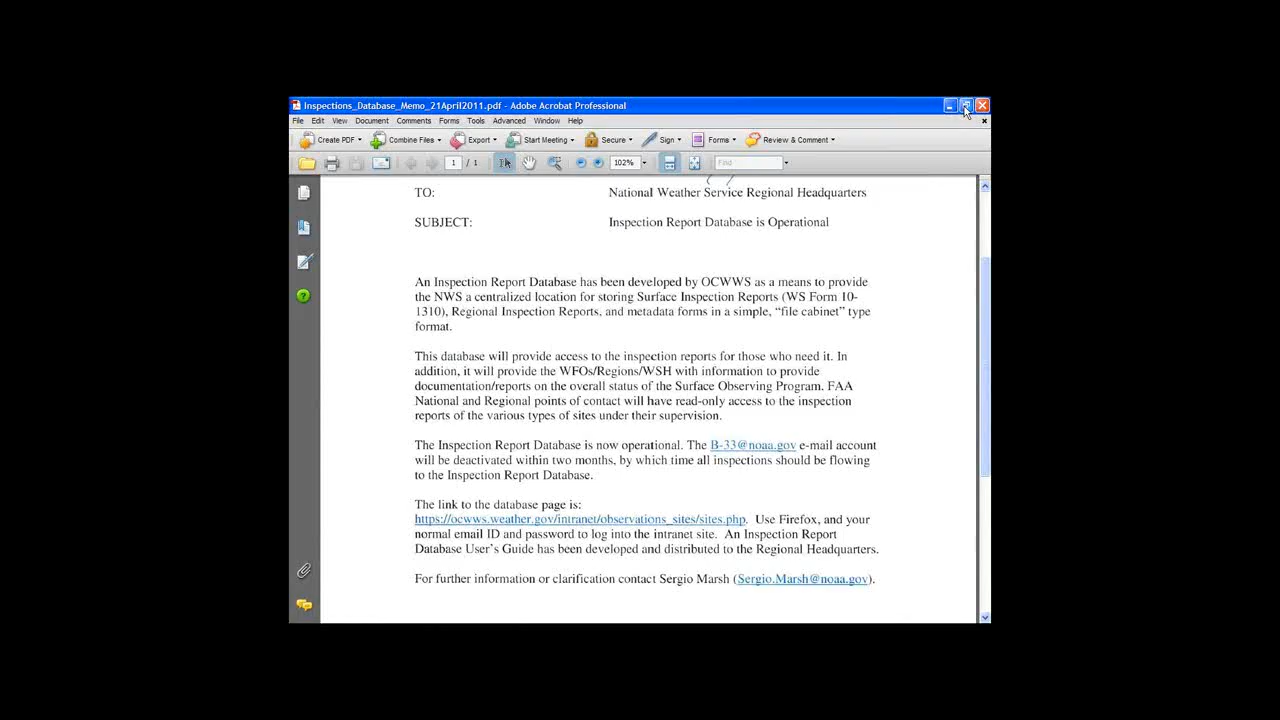 Inspections_Database_Memo_21April2011.pdf - Adobe Acrobat Professional
File Edit View Document Comments Forms Tools Advanced Window Help
Create PDF Combine Files Export Start Meeting Secure Sign Forms Review & Comment
1 / 1 102% Find
TO: National Weather Service Regional Headquarters
SUBJECT: Inspection Report Database is Operational
An Inspection Report Database has been developed by OCWWS as a means to provide
the NWS a centralized location for storing Surface Inspection Reports (WS Form 10-
1310), Regional Inspection Reports, and metadata forms in a simple, “file cabinet” type
format.
This database will provide access to the inspection reports for those who need it. In
addition, it will provide the WFOs/Regions/WSH with information to provide
documentation/reports on the overall status of the Surface Observing Program. FAA
National and Regional points of contact will have read-only access to the inspection
reports of the various types of sites under their supervision.
The Inspection Report Database is now operational. The B-33@noaa.gov e-mail account
will be deactivated within two months, by which time all inspections should be flowing
to the Inspection Report Database.
The link to the database page is:
https://ocwws.weather.gov/intranet/observations_sites/sites.php. Use Firefox, and your
normal email ID and password to log into the intranet site. An Inspection Report
Database User’s Guide has been developed and distributed to the Regional Headquarters.
For further information or clarification contact Sergio Marsh (Sergio.Marsh@noaa.gov).